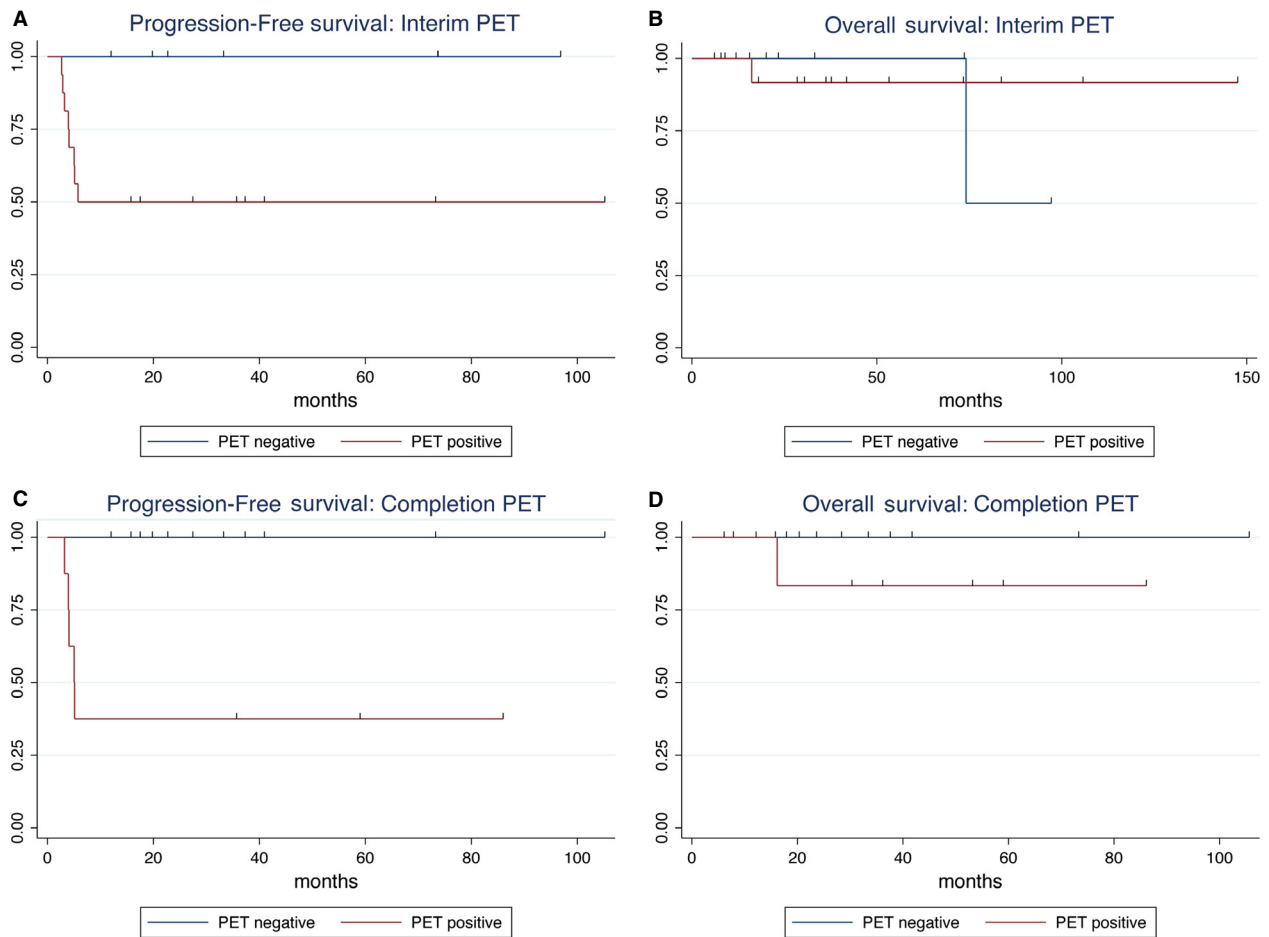 A
Progression-Free survival: Interim PET
1.00
0.75
0.50
0.25
0.00
0 20 40 60 80 100
months
PET negative PET positive
B
Overall survival: Interim PET
1.00
0.75
0.50
0.25
0.00
0 50 100 150
months
PET negative PET positive
C
Progression-Free survival: Completion PET
1.00
0.75
0.50
0.25
0.00
0 20 40 60 80 100
months
PET negative PET positive
D
Overall survival: Completion PET
1.00
0.75
0.50
0.25
0.00
0 20 40 60 80 100
months
PET negative PET positive